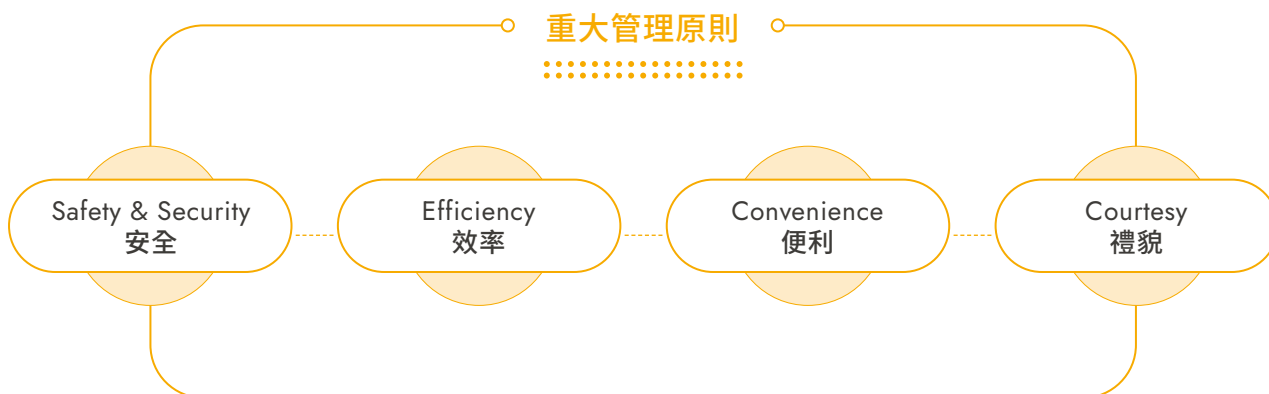 重大管理原則
Safety & Security
安全
Efficiency
效率
Convenience
便利
Courtesy
禮貌